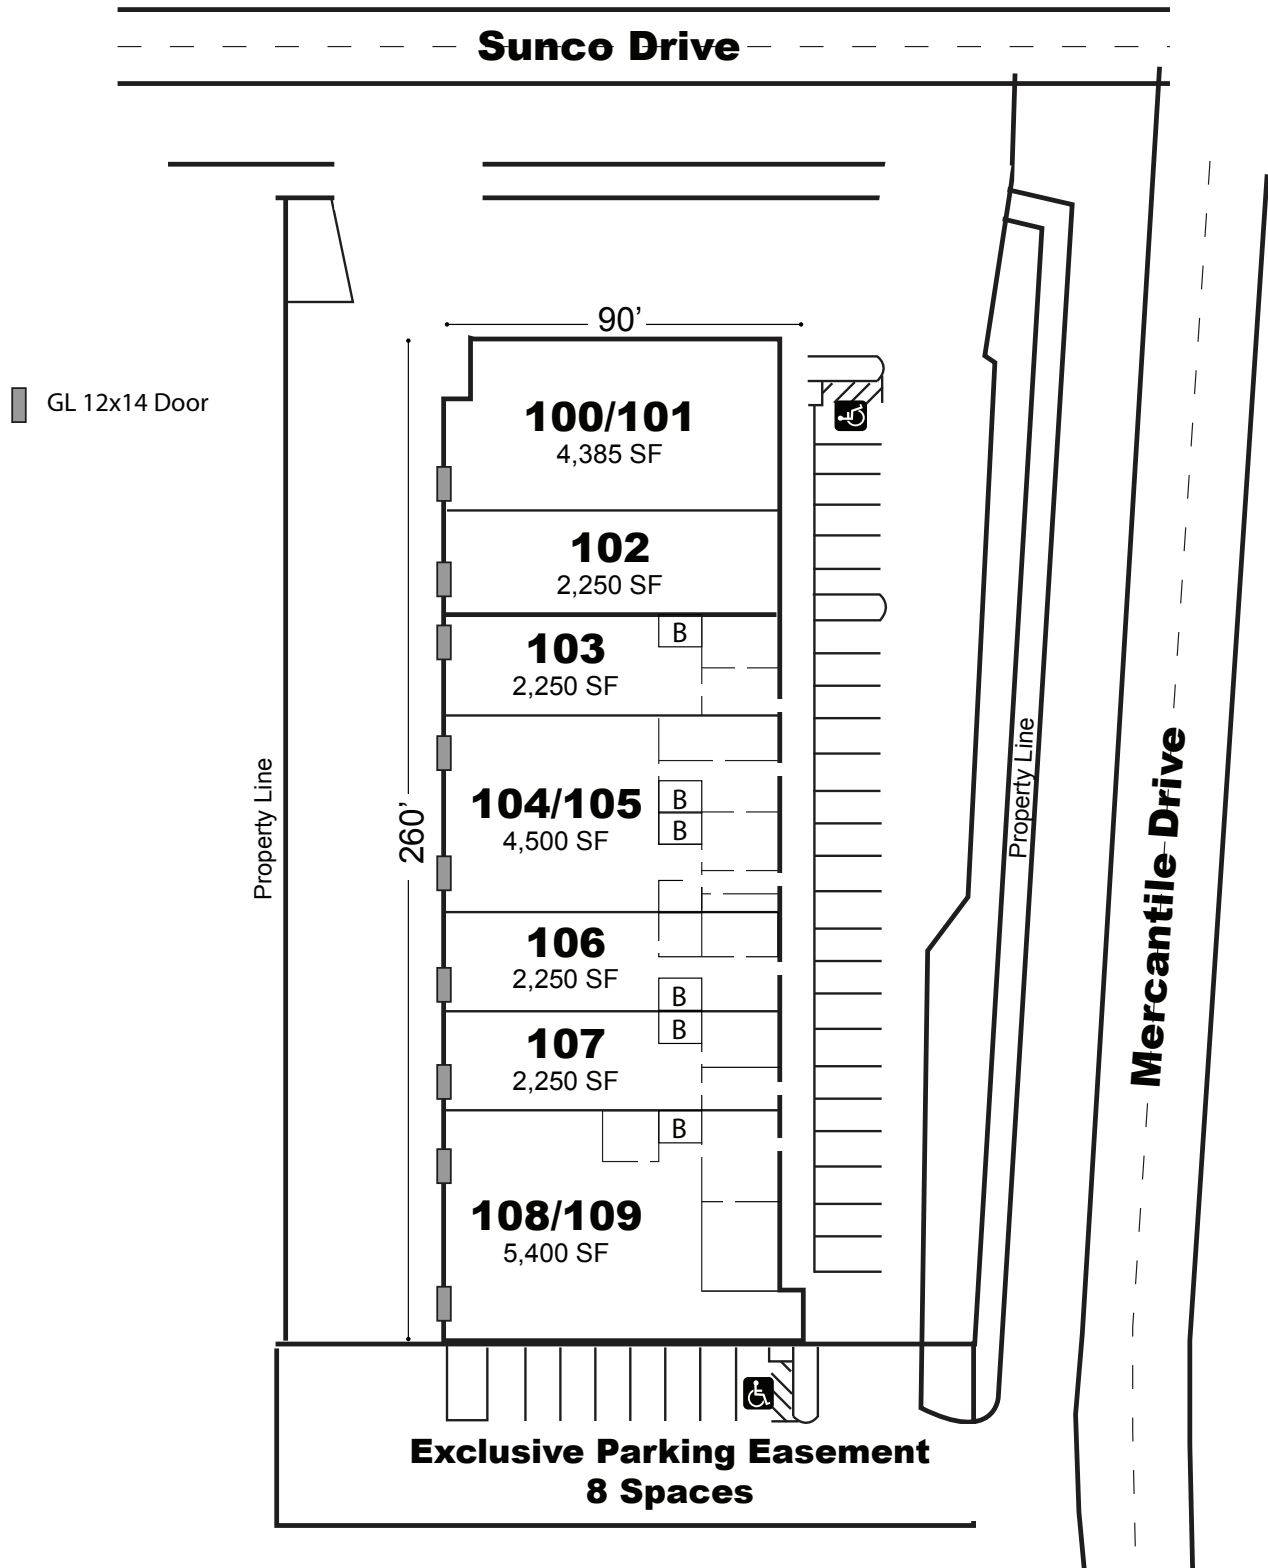 Sunco Drive
90’
GL 12x14 Door
100/101
4,385 SF
102
2,250 SF
B
103
2,250 SF
Property Line
260’
104/105
4,500 SF
B
B
Property Line
Mercantile Drive
106
2,250 SF
B
B
107
2,250 SF
B
108/109
5,400 SF
Exclusive Parking Easement
8 Spaces